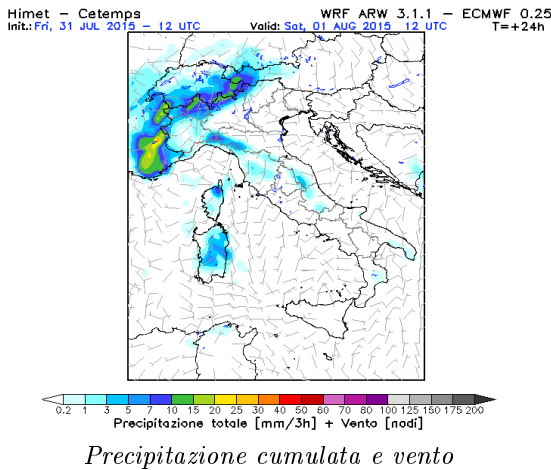 Himet – Cetemps WRF ARW 3.1.1 – ECMWF 0.25
Init.: Fri, 31 JUL 2015 – 12 UTC Valid: Sat, 01 AUG 2015 12 UTC T=+24h
0.2 1 3 5 7 10 15 20 25 30 40 50 60 70 80 100 125 150 175 200
Precipitazione totale [mm/3h] + Vento [nodi]
Precipitazione cumulata e vento